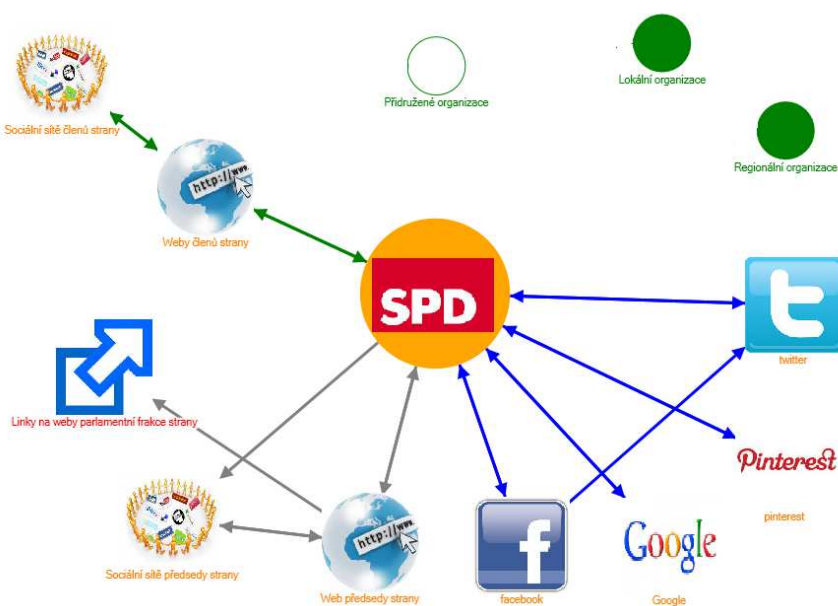 Sociální sítě členů strany
Přidružené organizace
Lokální organizace
Regionální organizace
http://www.
Weby členů strany
SPD
twitter
Linky na weby parlamentní frakce strany
Pinterest
pinterest
Sociální sítě předsedy strany
http://www.
Web předsedy strany
facebook
Google
Google